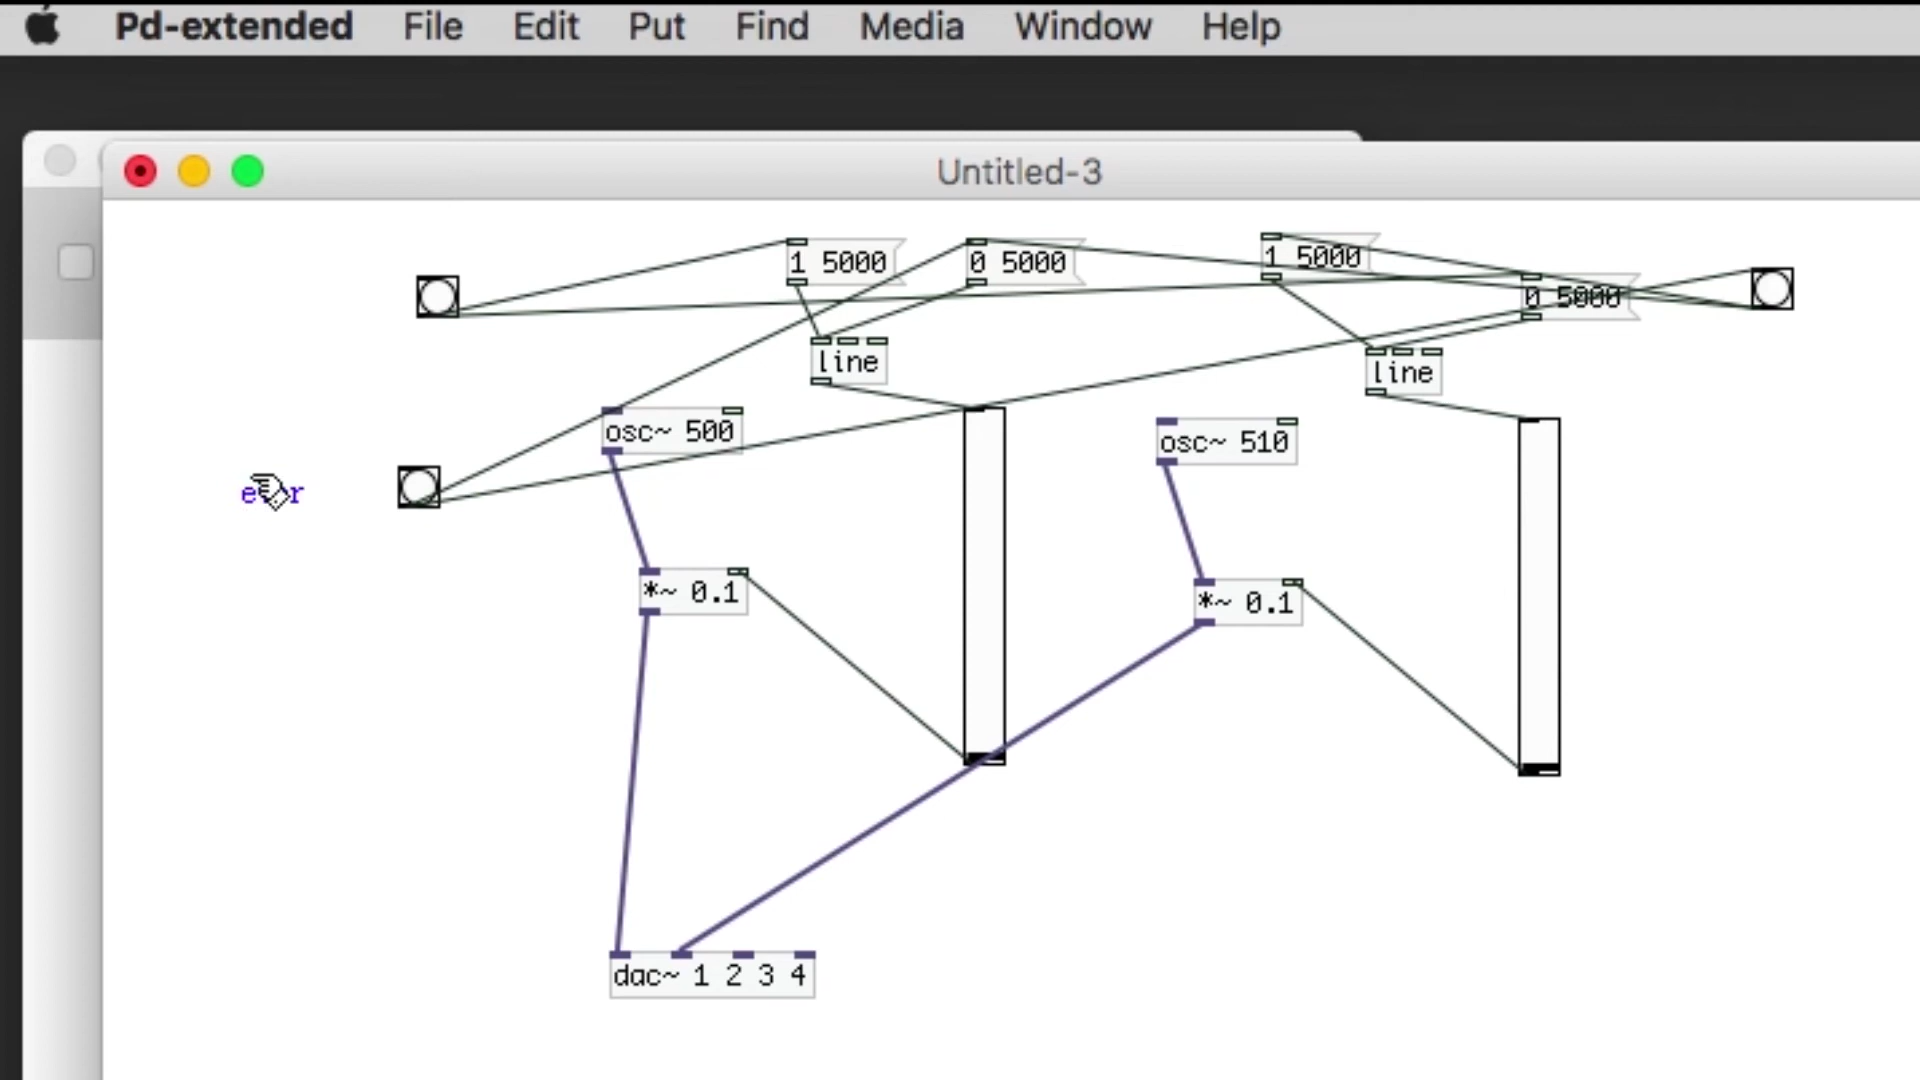 Pd-extended File Edit Put Find Media Window Help
Untitled-3
1 5000
0 5000
1 5000
0 5000
line
line
osc~ 500
osc~ 510
*~ 0.1
*~ 0.1
dac~ 1 2 3 4